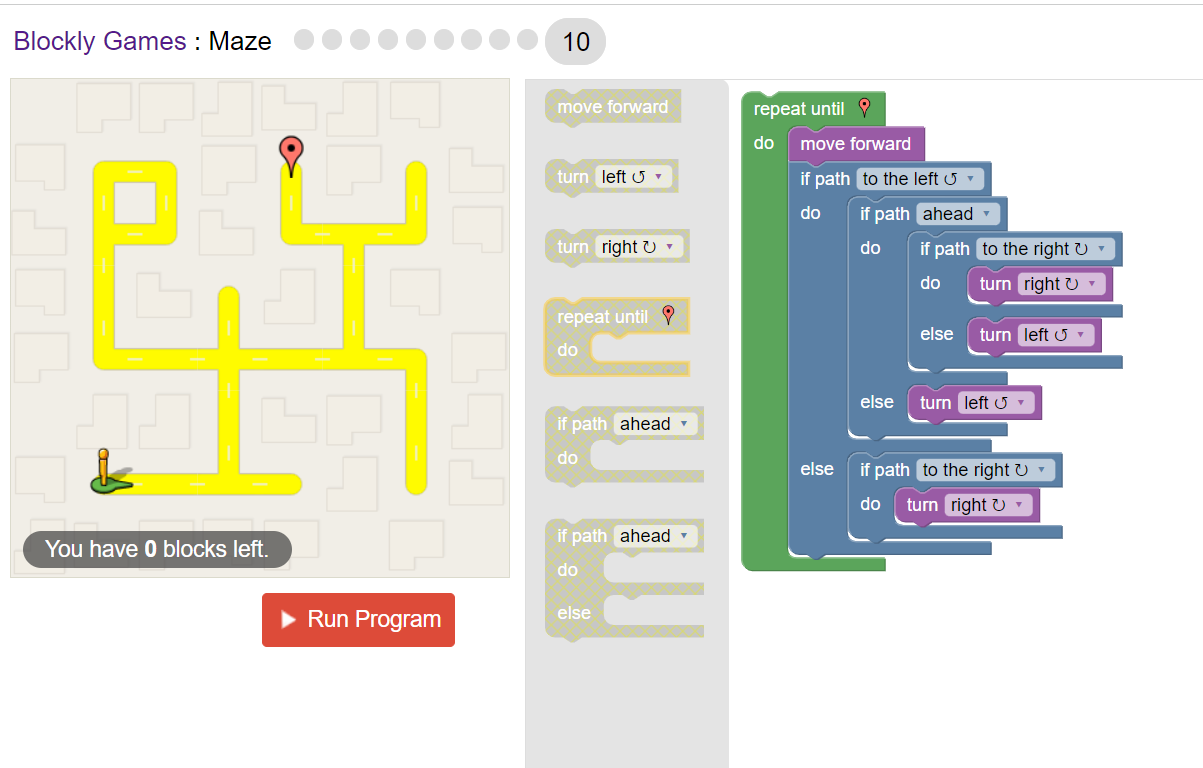 Blockly Games : Maze 10
You have 0 blocks left.
Run Program
move forward
turn left ↺ ▾
turn right ↻ ▾
repeat until
do
if path ahead ▾
do
if path ahead ▾
do
else
repeat until
do move forward
if path to the left ↺ ▾
do if path ahead ▾
do if path to the right ↻ ▾
do turn right ↻ ▾
else turn left ↺ ▾
else turn left ↺ ▾
else if path to the right ↻ ▾
do turn right ↻ ▾